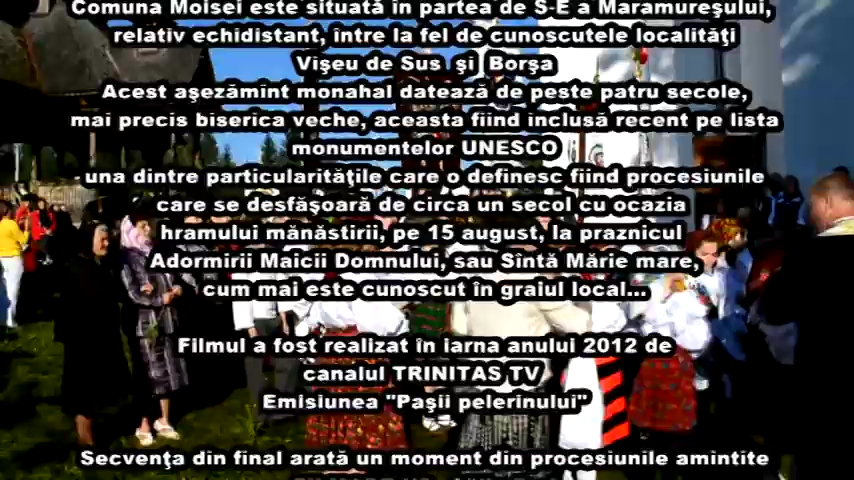 Comuna Moisei este situată în partea de S-E a Maramureşului,
relativ echidistant, între la fel de cunoscutele localităţi
Vişeu de Sus şi Borşa
Acest aşezămînt monahal datează de peste patru secole,
mai precis biserica veche, aceasta fiind inclusă recent pe lista
monumentelor UNESCO
una dintre particularităţile care o definesc fiind procesiunile
care se desfăşoară de circa un secol cu ocazia
hramului mănăstirii, pe 15 august, la praznicul
Adormirii Maicii Domnului, sau Sîntă Mărie mare,
cum mai este cunoscut în graiul local...
Filmul a fost realizat în iarna anului 2012 de
canalul TRINITAS TV
Emisiunea "Paşii pelerinului"
Secvenţa din final arată un moment din procesiunile amintite